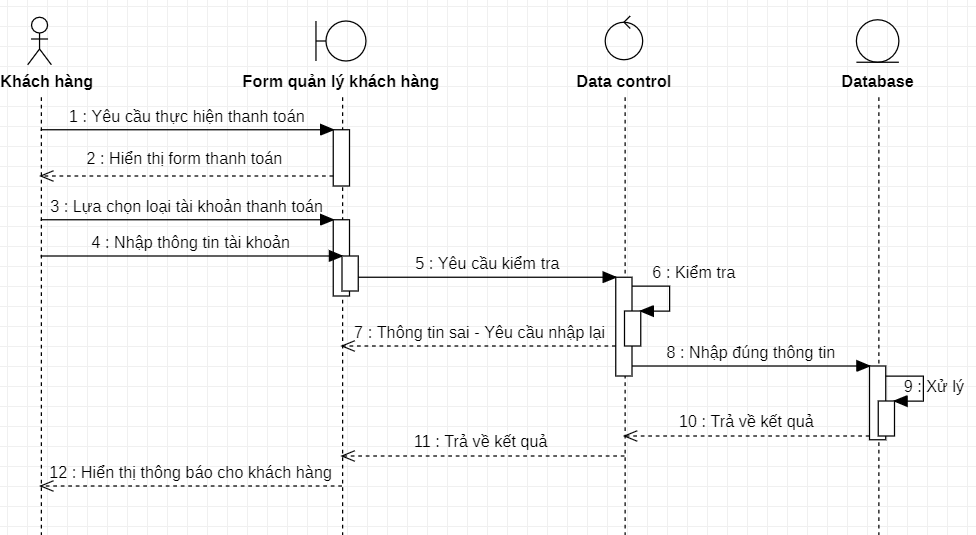 Khách hàng
Form quản lý khách hàng
Data control
Database
1 : Yêu cầu thực hiện thanh toán
2 : Hiển thị form thanh toán
3 : Lựa chọn loại tài khoản thanh toán
4 : Nhập thông tin tài khoản
5 : Yêu cầu kiểm tra
6 : Kiểm tra
7 : Thông tin sai - Yêu cầu nhập lại
8 : Nhập đúng thông tin
9 : Xử lý
10 : Trả về kết quả
11 : Trả về kết quả
12 : Hiển thị thông báo cho khách hàng